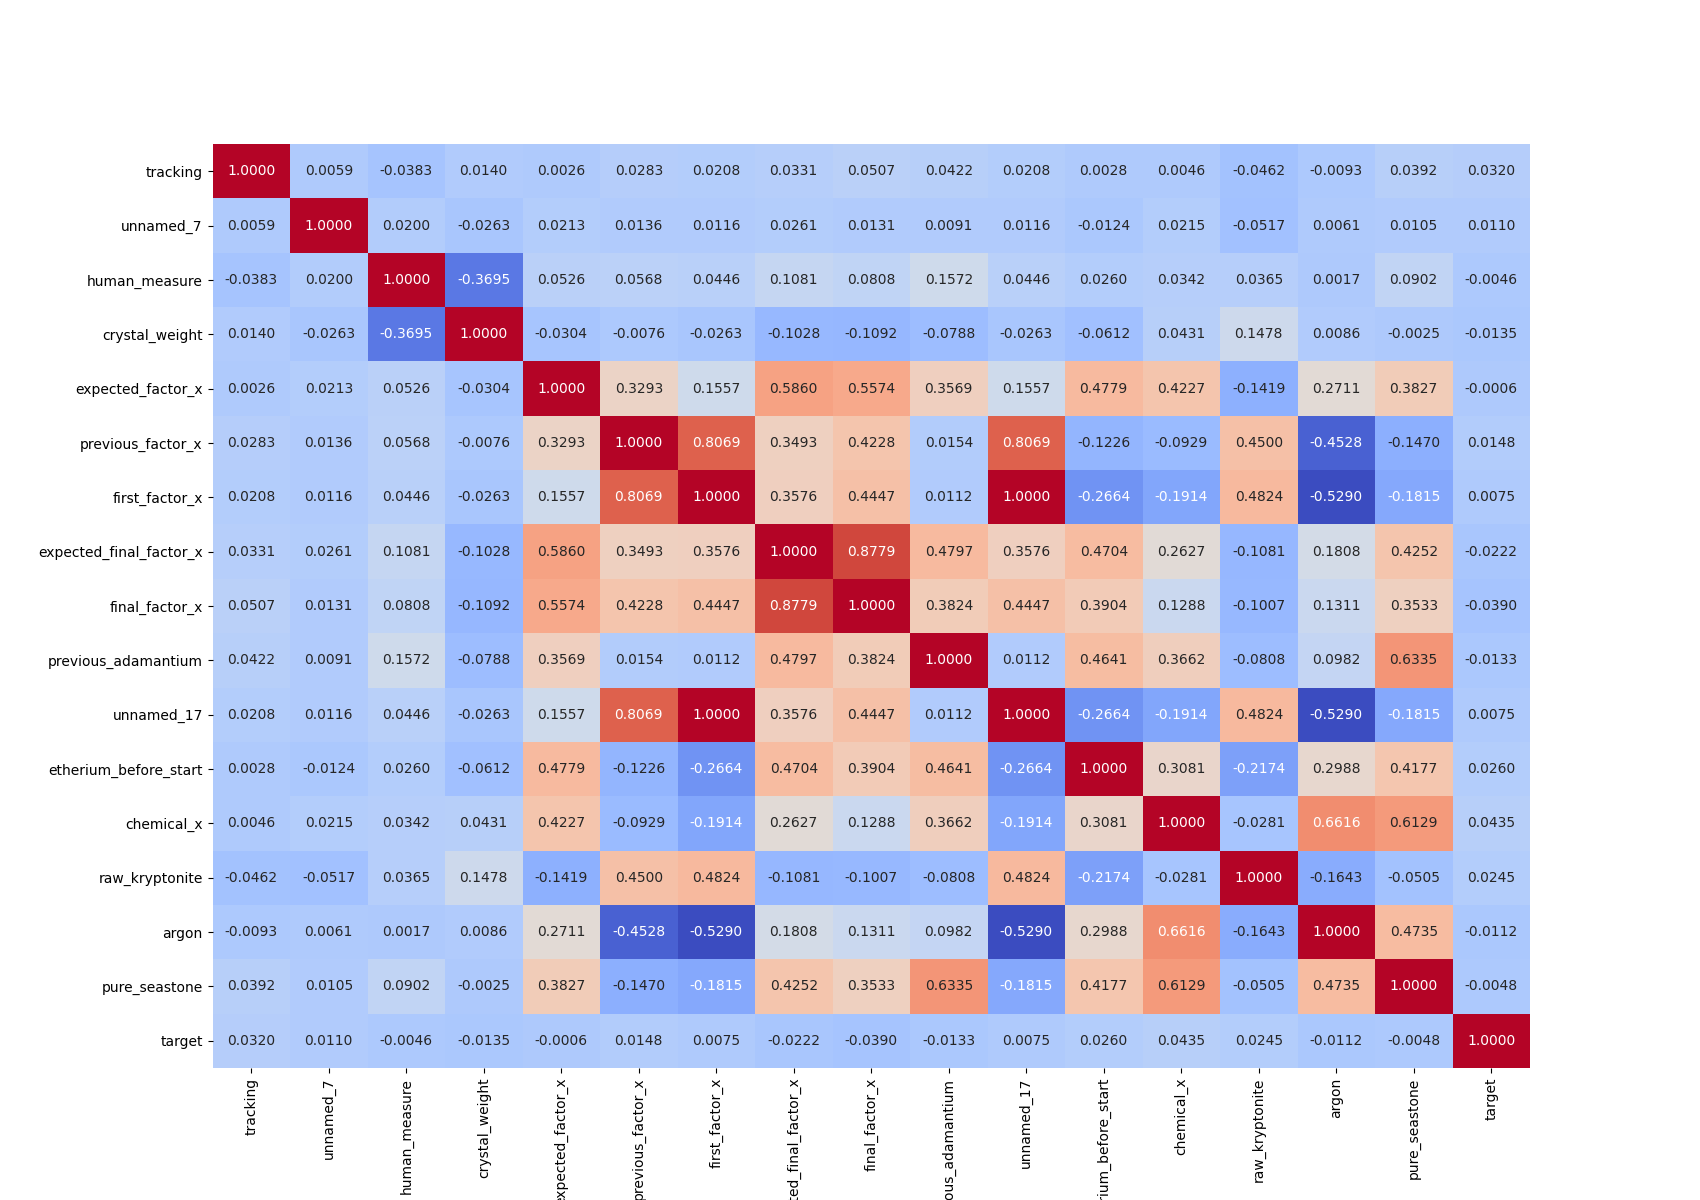 tracking 1.0000 0.0059 -0.0383 0.0140 0.0026 0.0283 0.0208 0.0331 0.0507 0.0422 0.0208 0.0028 0.0046 -0.0462 -0.0093 0.0392 0.0320
unnamed_7 0.0059 1.0000 0.0200 -0.0263 0.0213 0.0136 0.0116 0.0261 0.0131 0.0091 0.0116 -0.0124 0.0215 -0.0517 0.0061 0.0105 0.0110
human_measure -0.0383 0.0200 1.0000 -0.3695 0.0526 0.0568 0.0446 0.1081 0.0808 0.1572 0.0446 0.0260 0.0342 0.0365 0.0017 0.0902 -0.0046
crystal_weight 0.0140 -0.0263 -0.3695 1.0000 -0.0304 -0.0076 -0.0263 -0.1028 -0.1092 -0.0788 -0.0263 -0.0612 0.0431 0.1478 0.0086 -0.0025 -0.0135
expected_factor_x 0.0026 0.0213 0.0526 -0.0304 1.0000 0.3293 0.1557 0.5860 0.5574 0.3569 0.1557 0.4779 0.4227 -0.1419 0.2711 0.3827 -0.0006
previous_factor_x 0.0283 0.0136 0.0568 -0.0076 0.3293 1.0000 0.8069 0.3493 0.4228 0.0154 0.8069 -0.1226 -0.0929 0.4500 -0.4528 -0.1470 0.0148
first_factor_x 0.0208 0.0116 0.0446 -0.0263 0.1557 0.8069 1.0000 0.3576 0.4447 0.0112 1.0000 -0.2664 -0.1914 0.4824 -0.5290 -0.1815 0.0075
expected_final_factor_x 0.0331 0.0261 0.1081 -0.1028 0.5860 0.3493 0.3576 1.0000 0.8779 0.4797 0.3576 0.4704 0.2627 -0.1081 0.1808 0.4252 -0.0222
final_factor_x 0.0507 0.0131 0.0808 -0.1092 0.5574 0.4228 0.4447 0.8779 1.0000 0.3824 0.4447 0.3904 0.1288 -0.1007 0.1311 0.3533 -0.0390
previous_adamantium 0.0422 0.0091 0.1572 -0.0788 0.3569 0.0154 0.0112 0.4797 0.3824 1.0000 0.0112 0.4641 0.3662 -0.0808 0.0982 0.6335 -0.0133
unnamed_17 0.0208 0.0116 0.0446 -0.0263 0.1557 0.8069 1.0000 0.3576 0.4447 0.0112 1.0000 -0.2664 -0.1914 0.4824 -0.5290 -0.1815 0.0075
etherium_before_start 0.0028 -0.0124 0.0260 -0.0612 0.4779 -0.1226 -0.2664 0.4704 0.3904 0.4641 -0.2664 1.0000 0.3081 -0.2174 0.2988 0.4177 0.0260
chemical_x 0.0046 0.0215 0.0342 0.0431 0.4227 -0.0929 -0.1914 0.2627 0.1288 0.3662 -0.1914 0.3081 1.0000 -0.0281 0.6616 0.6129 0.0435
raw_kryptonite -0.0462 -0.0517 0.0365 0.1478 -0.1419 0.4500 0.4824 -0.1081 -0.1007 -0.0808 0.4824 -0.2174 -0.0281 1.0000 -0.1643 -0.0505 0.0245
argon -0.0093 0.0061 0.0017 0.0086 0.2711 -0.4528 -0.5290 0.1808 0.1311 0.0982 -0.5290 0.2988 0.6616 -0.1643 1.0000 0.4735 -0.0112
pure_seastone 0.0392 0.0105 0.0902 -0.0025 0.3827 -0.1470 -0.1815 0.4252 0.3533 0.6335 -0.1815 0.4177 0.6129 -0.0505 0.4735 1.0000 -0.0048
target 0.0320 0.0110 -0.0046 -0.0135 -0.0006 0.0148 0.0075 -0.0222 -0.0390 -0.0133 0.0075 0.0260 0.0435 0.0245 -0.0112 -0.0048 1.0000
tracking
unnamed_7
human_measure
crystal_weight
xpected_factor_x
previous_factor_x
first_factor_x
ted_final_factor_x
final_factor_x
ous_adamantium
unnamed_17
rium_before_start
chemical_x
raw_kryptonite
argon
pure_seastone
target